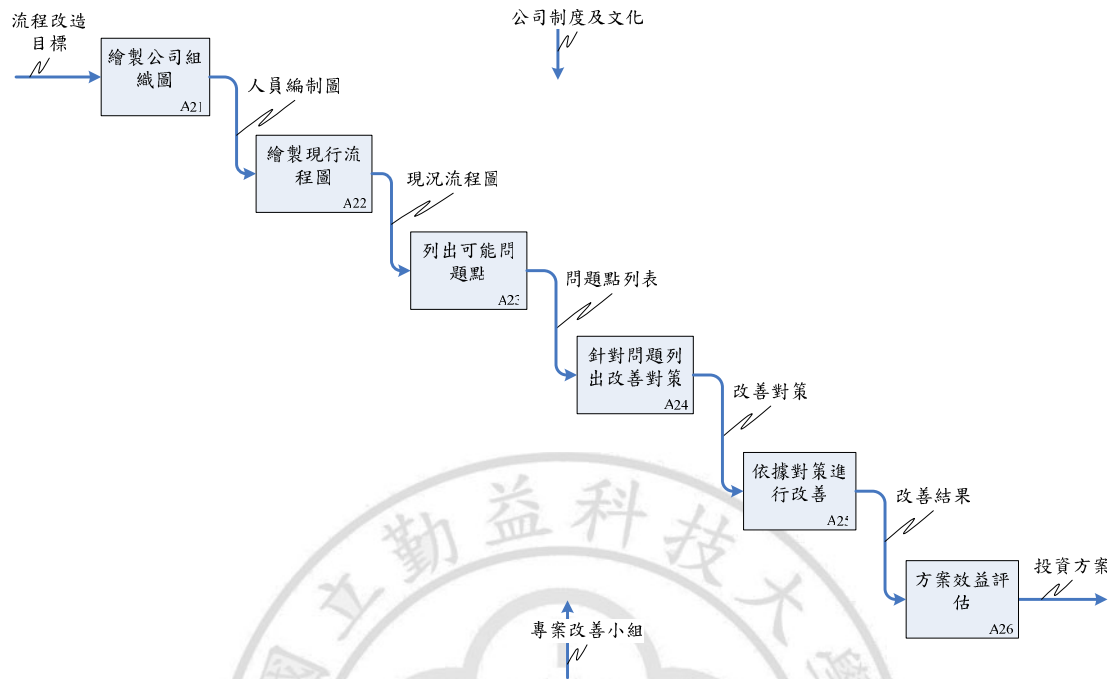 流程改造
目標
公司制度及文化
繪製公司組
織圖
A21
人員編制圖
繪製現行流
程圖
A22
現況流程圖
列出可能問
題點
A23
問題點列表
針對問題列
出改善對策
A24
改善對策
依據對策進
行改善
A25
改善結果
方案效益評
估
A26
投資方案
專案改善小組
國立勤益科技大學